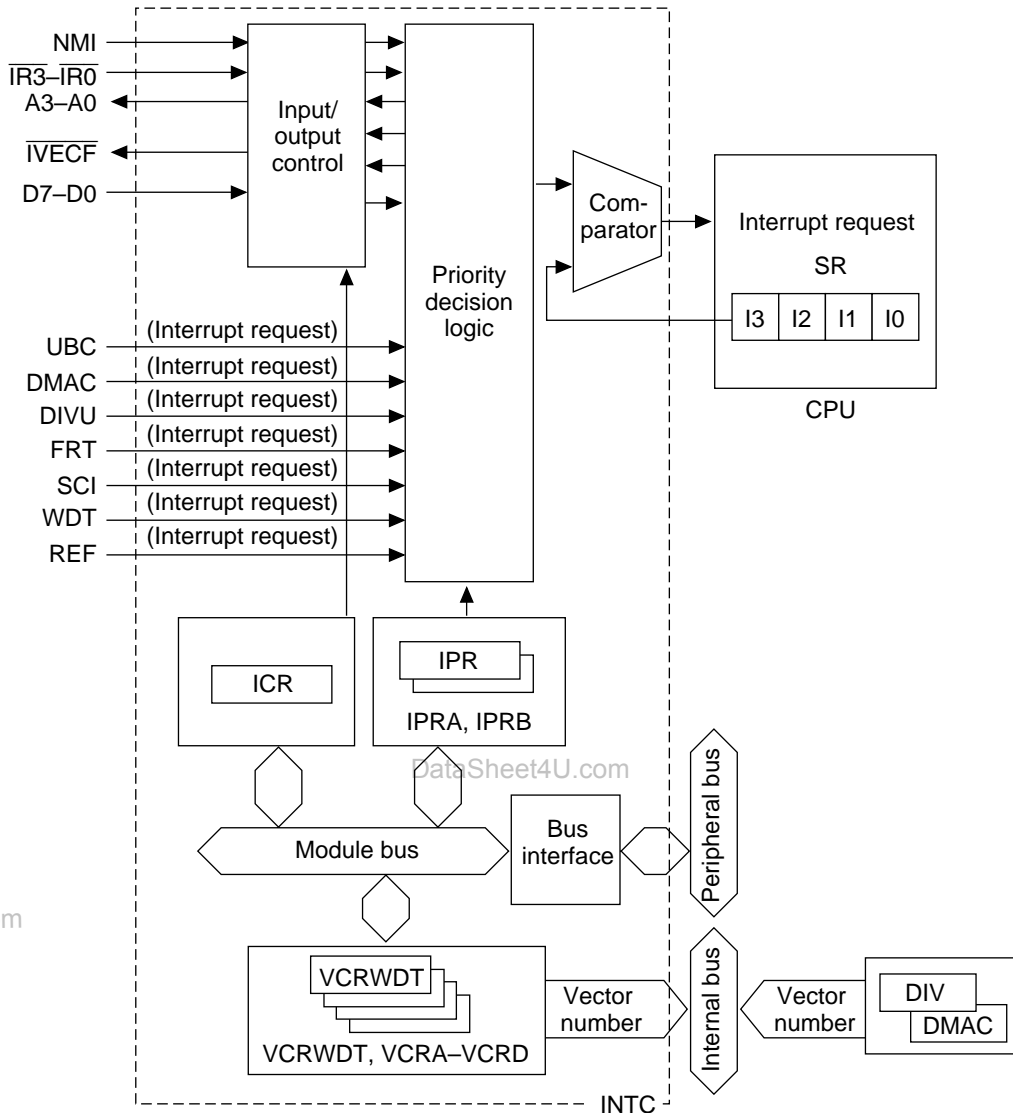 NMI
IR3–IR0
A3–A0
IVECF
D7–D0
Input/
output
control
Com-
parator
Interrupt request
SR
I3 I2 I1 I0
CPU
Priority
decision
logic
UBC (Interrupt request)
DMAC (Interrupt request)
DIVU (Interrupt request)
FRT (Interrupt request)
SCI (Interrupt request)
WDT (Interrupt request)
REF (Interrupt request)
ICR
IPR
IPRA, IPRB
DataSheet4U.com
Module bus
Bus
interface
Peripheral bus
m
VCRWDT
VCRWDT, VCRA–VCRD
Vector
number
Internal bus
Vector
number
DIV
DMAC
INTC